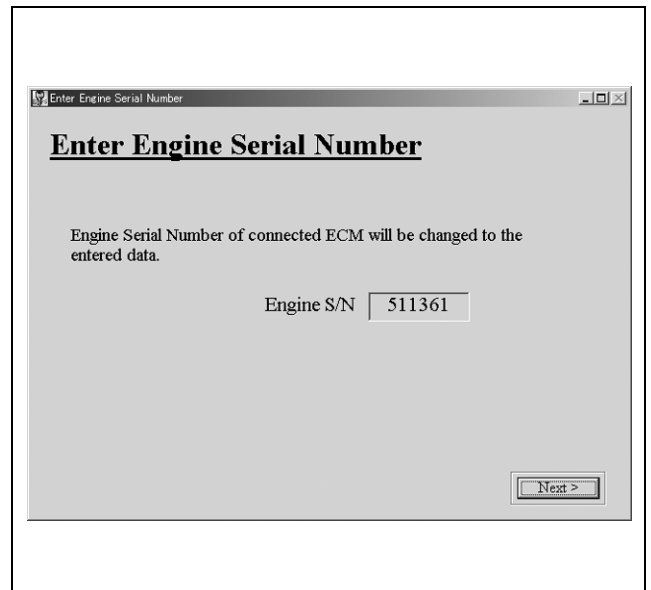 Enter Engine Serial Number
Enter Engine Serial Number
Engine Serial Number of connected ECM will be changed to the
entered data.
Engine S/N 511361
Next >